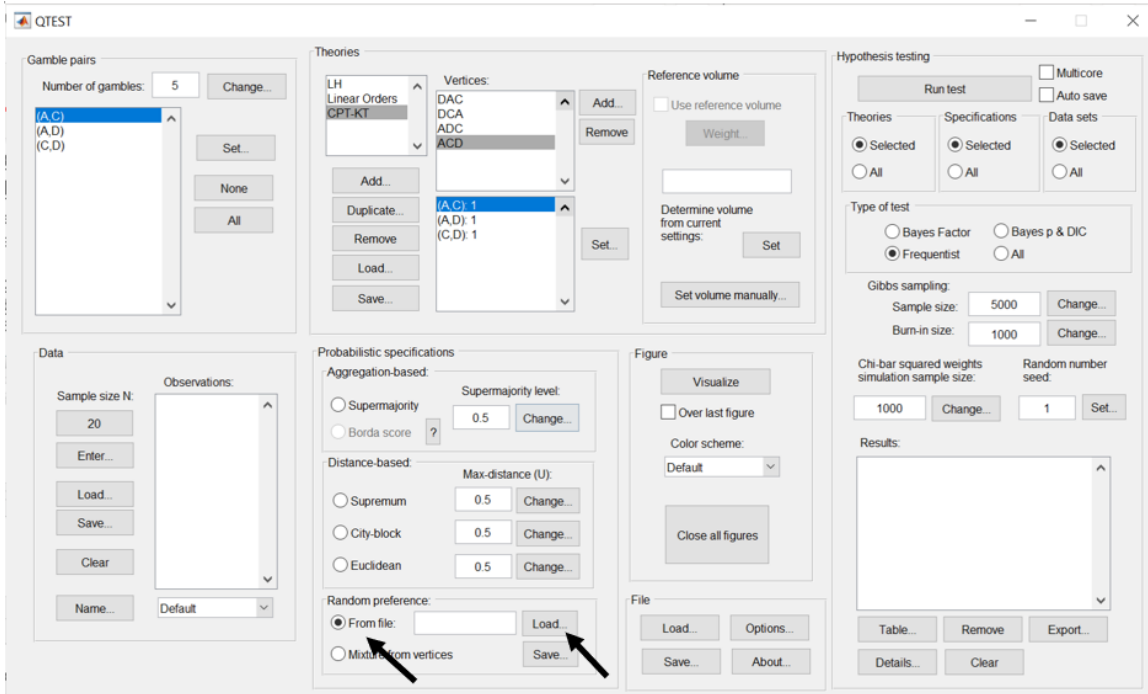 QTEST
Gamble pairs
Number of gambles: 5 Change...
(A,C)
(A,D)
(C,D)
Set...
None
All
Theories
LH
Linear Orders
CPT-KT
Vertices:
DAC
DCA
ADC
ACD
Add...
Remove
Add...
Duplicate...
Remove
Load...
Save...
(A,C): 1
(A,D): 1
(C,D): 1
Set...
Reference volume
Use reference volume
Weight...
Determine volume
from current
settings:
Set
Set volume manually...
Hypothesis testing
Run test
Multicore
Auto save
Theories
Selected
All
Specifications
Selected
All
Data sets
Selected
All
Type of test
Bayes Factor Bayes p & DIC
Frequentist All
Gibbs sampling:
Sample size: 5000 Change...
Burn-in size: 1000 Change...
Chi-bar squared weights
simulation sample size:
1000 Change...
Random number
seed:
1 Set...
Results:
Table... Remove Export...
Details... Clear
Data
Sample size N:
20
Enter...
Load...
Save...
Clear
Name... Default
Observations:
Probabilistic specifications
Aggregation-based:
Supermajority level:
Supermajority 0.5 Change...
Borda score ?
Distance-based:
Max-distance (U):
Supremum 0.5 Change...
City-block 0.5 Change...
Euclidean 0.5 Change...
Random preference:
From file: Load...
Mixture from vertices Save...
Figure
Visualize
Over last figure
Color scheme:
Default
Close all figures
File
Load... Options...
Save... About...